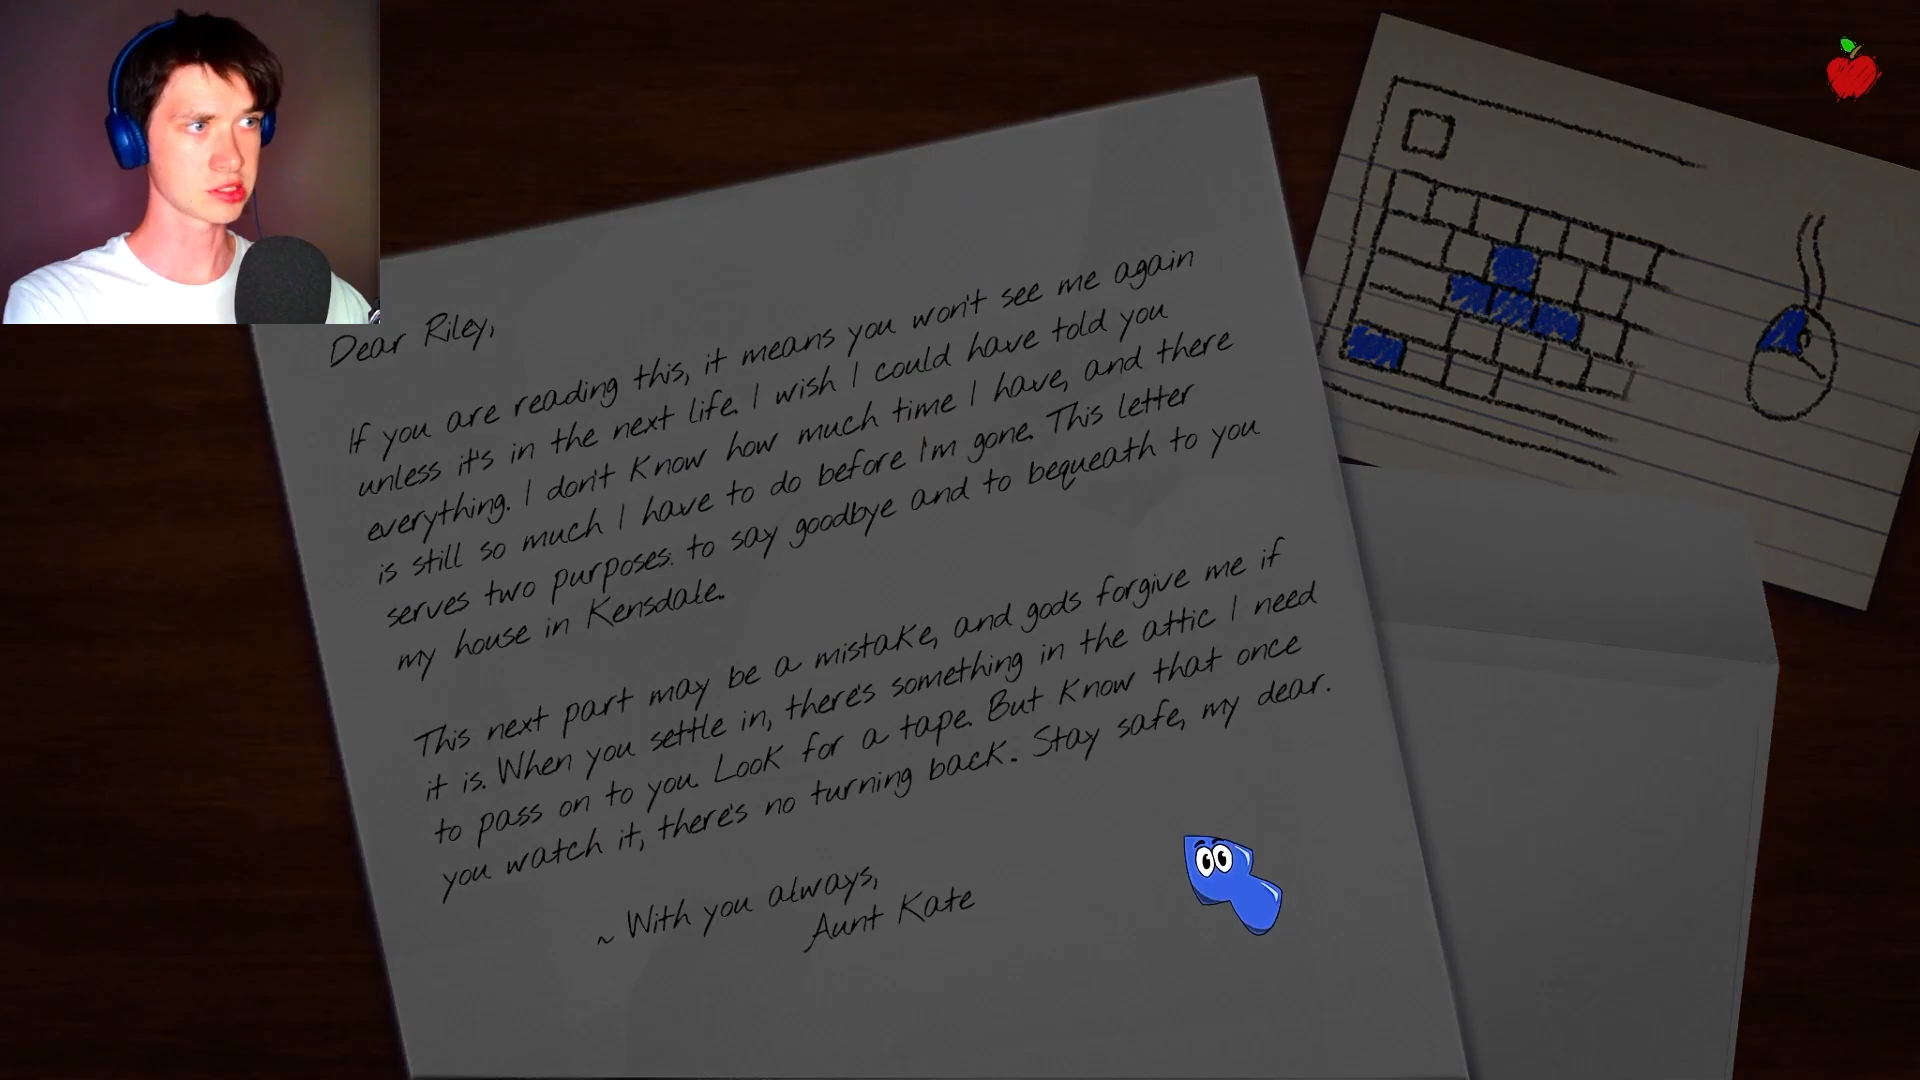 Dear Riley,
If you are reading this, it means you won't see me again
unless it's in the next life. I wish I could have told you
everything. I don't know how much time I have, and there
is still so much I have to do before I'm gone. This letter
serves two purposes: to say goodbye and to bequeath to you
my house in Kensdale.
This next part may be a mistake, and gods forgive me if
it is. When you settle in, there's something in the attic I need
to pass on to you. Look for a tape. But know that once
you watch it, there's no turning back. Stay safe, my dear.
~ With you always,
Aunt Kate